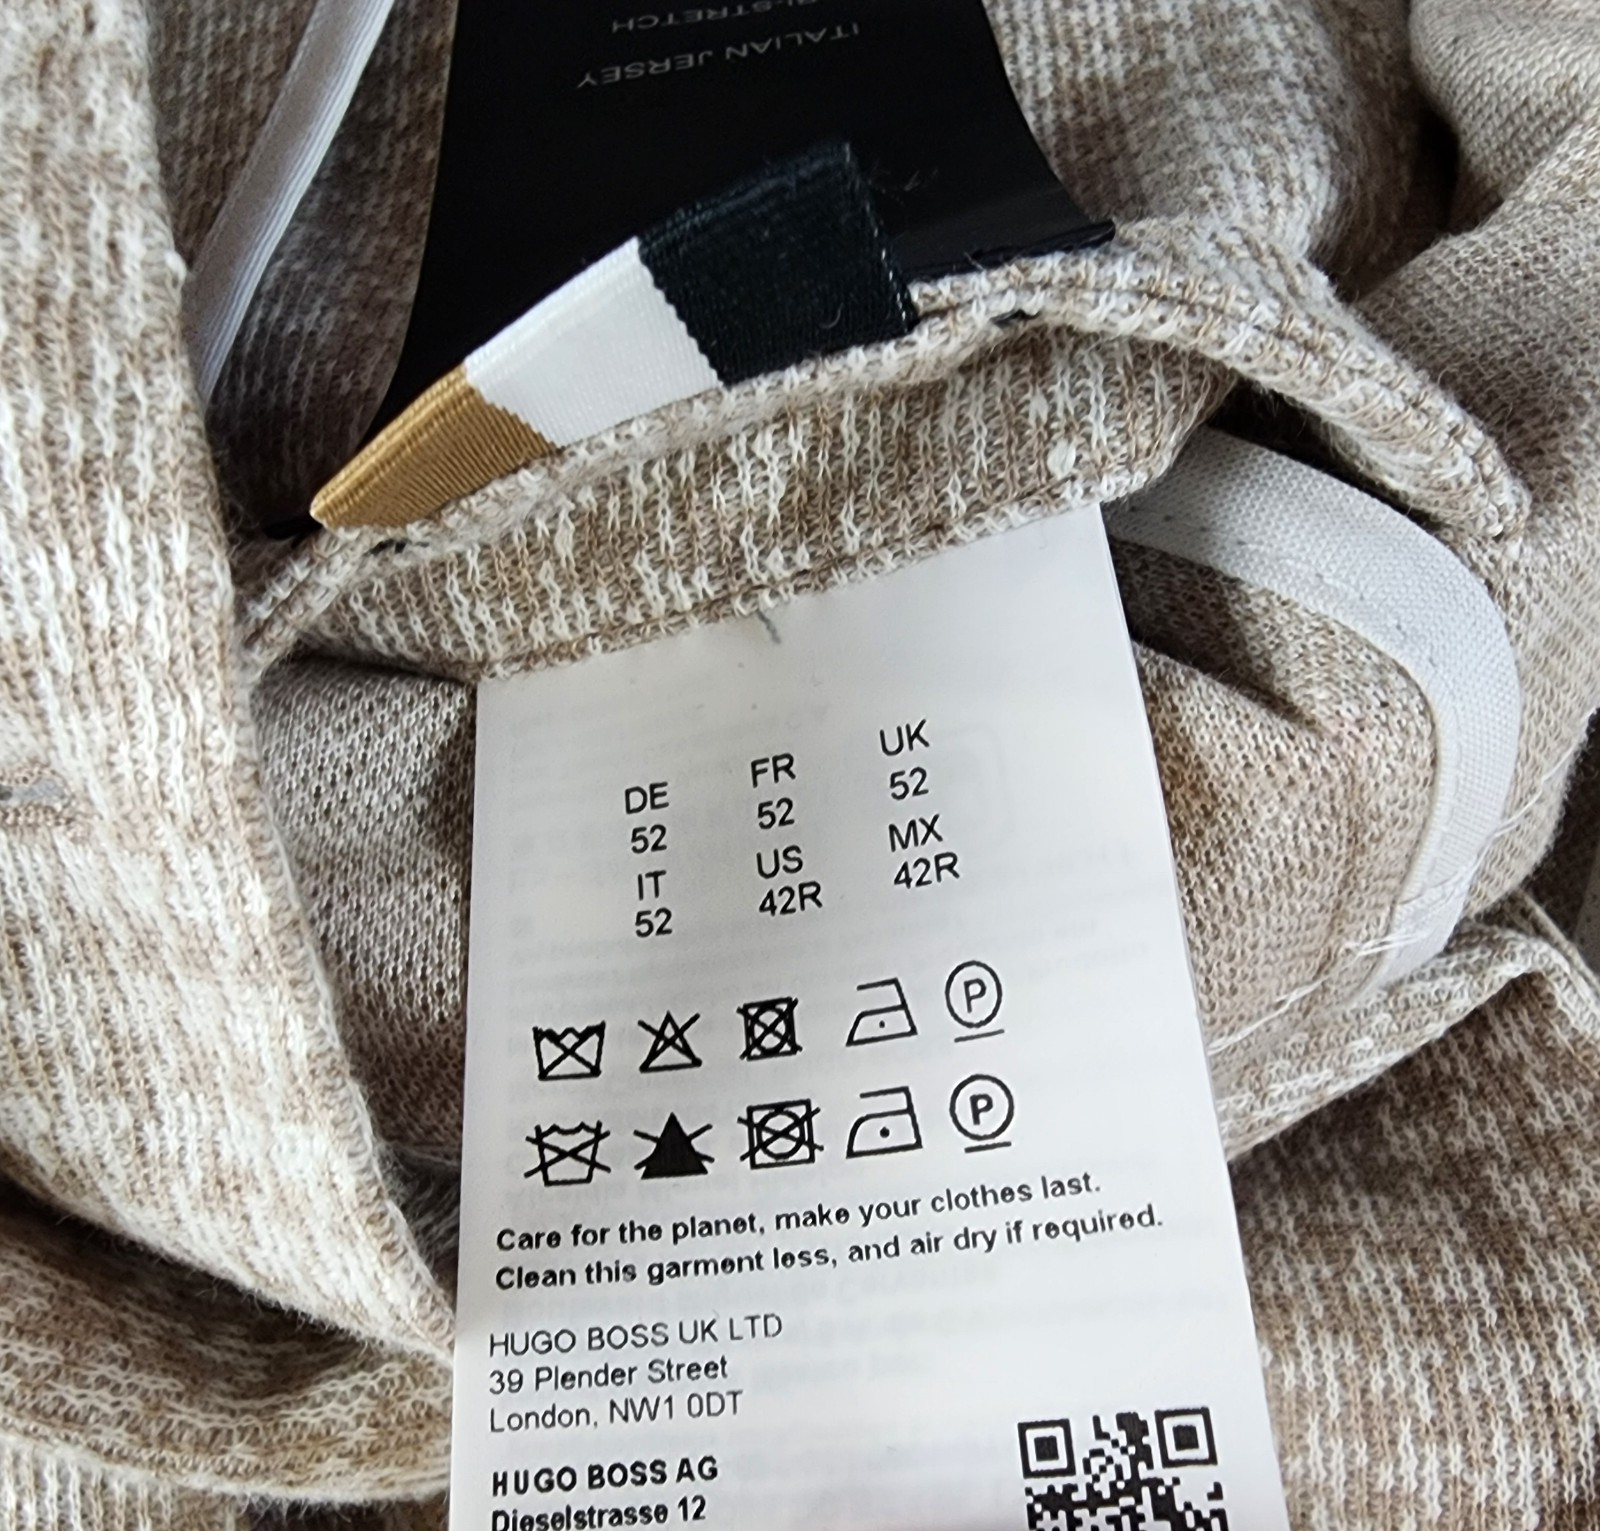 ITALIAN JERSEY
STRETCH
DE FR UK
52 52 52
IT US MX
52 42R 42R
P
P
Care for the planet, make your clothes last.
Clean this garment less, and air dry if required.
HUGO BOSS UK LTD
39 Plender Street
London, NW1 0DT
HUGO BOSS AG
Dieselstrasse 12